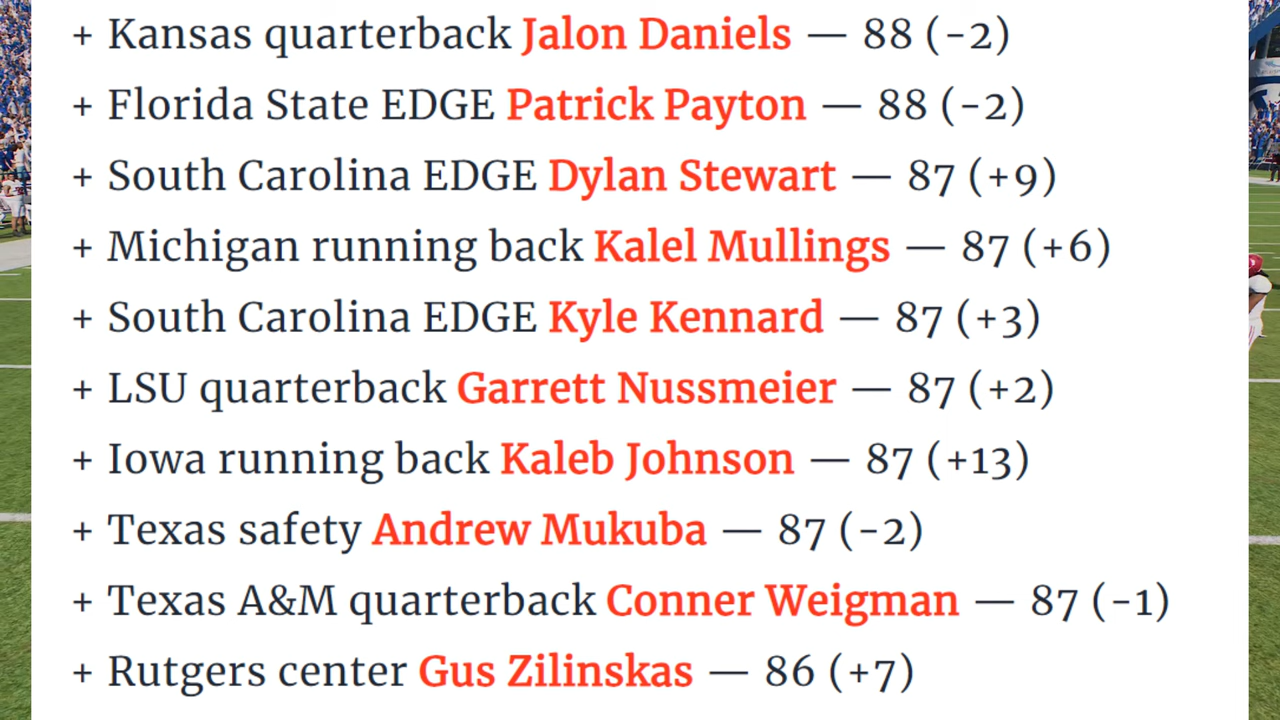 + Kansas quarterback Jalon Daniels — 88 (-2)
+ Florida State EDGE Patrick Payton — 88 (-2)
+ South Carolina EDGE Dylan Stewart — 87 (+9)
+ Michigan running back Kalel Mullings — 87 (+6)
+ South Carolina EDGE Kyle Kennard — 87 (+3)
+ LSU quarterback Garrett Nussmeier — 87 (+2)
+ Iowa running back Kaleb Johnson — 87 (+13)
+ Texas safety Andrew Mukuba — 87 (-2)
+ Texas A&M quarterback Conner Weigman — 87 (-1)
+ Rutgers center Gus Zilinskas — 86 (+7)